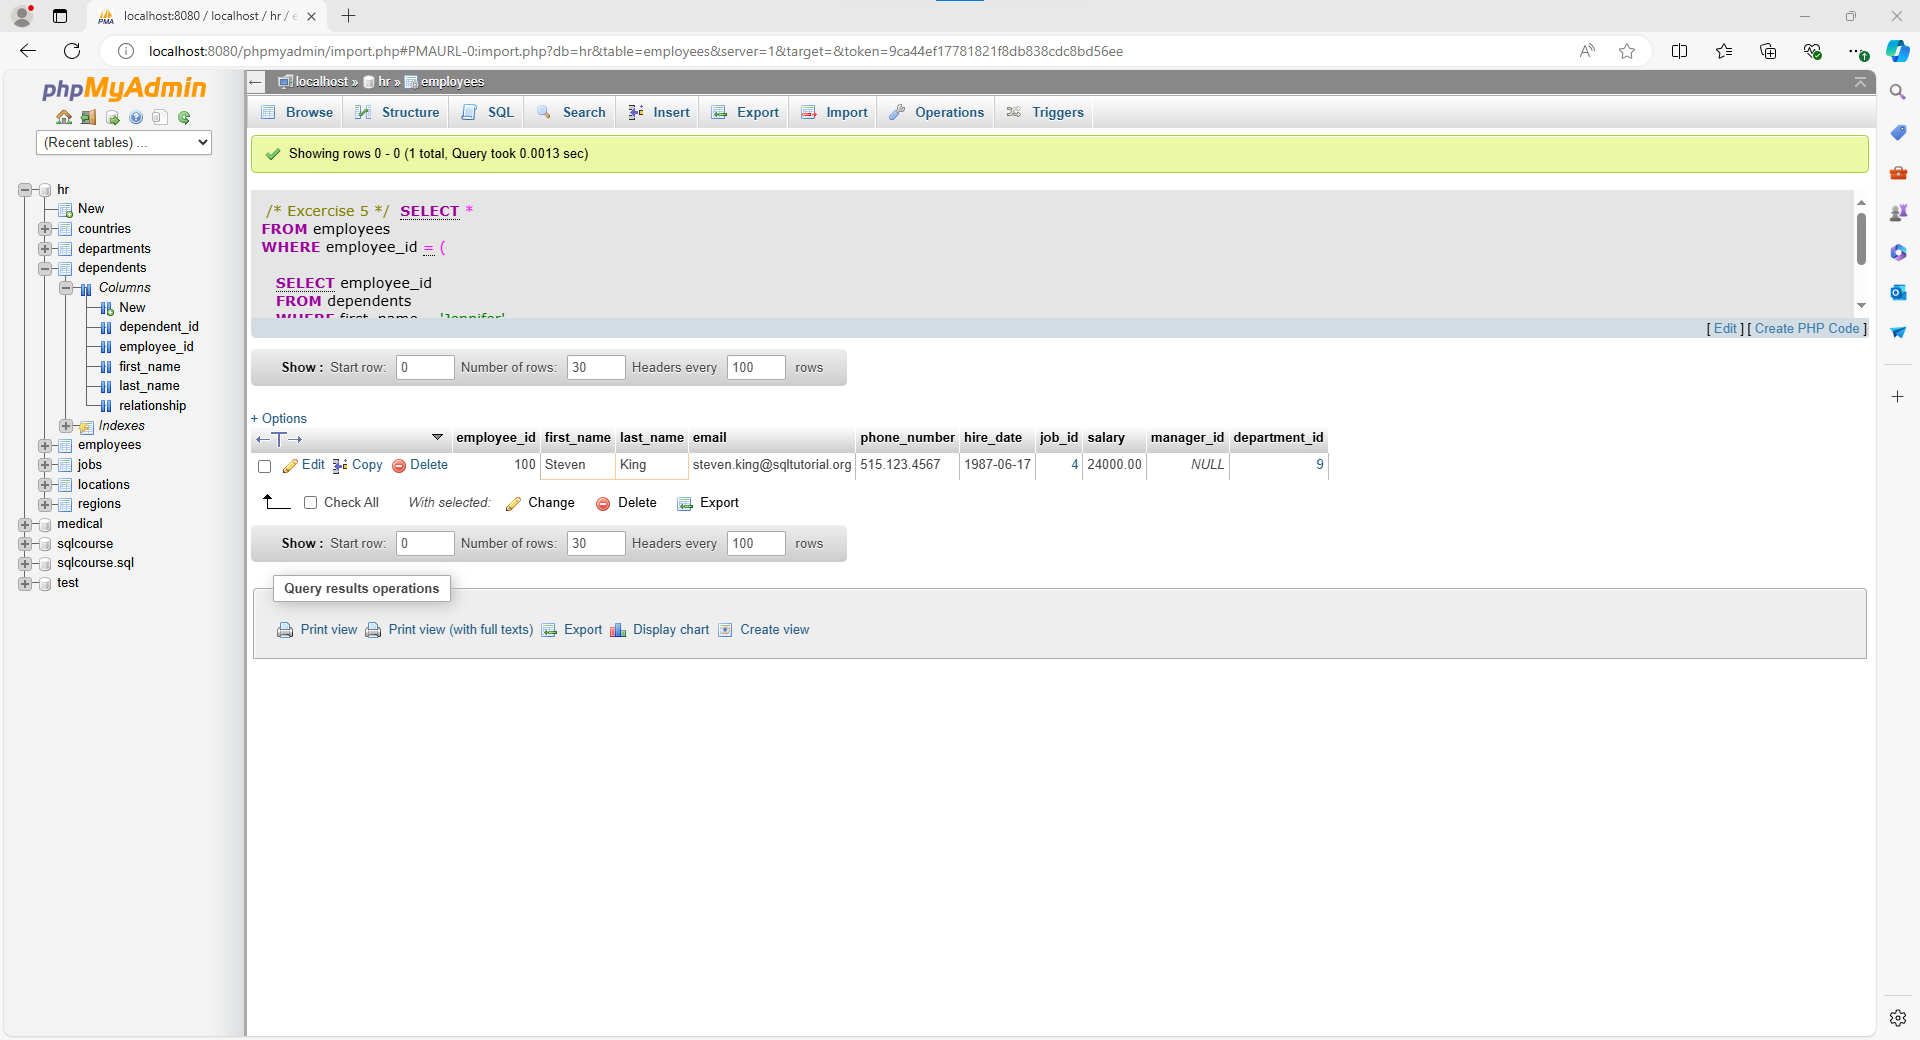 localhost:8080 / localhost / hr / e
localhost:8080/phpmyadmin/import.php#PMAURL-0:import.php?db=hr&table=employees&server=1&target=&token=9ca44ef17781821f8db838cdc8bd56ee
phpMyAdmin
(Recent tables) ...
hr
New
countries
departments
dependents
Columns
New
dependent_id
employee_id
first_name
last_name
relationship
Indexes
employees
jobs
locations
regions
medical
sqlcourse
sqlcourse.sql
test
localhost » hr » employees
Browse Structure SQL Search Insert Export Import Operations Triggers
Showing rows 0 - 0 (1 total, Query took 0.0013 sec)
/* Excercise 5 */ SELECT *
FROM employees
WHERE employee_id = (
SELECT employee_id
FROM dependents
WHERE first_name = 'Jennifer'
[ Edit ] [ Create PHP Code ]
Show : Start row: 0 Number of rows: 30 Headers every 100 rows
+ Options
←T→ employee_id first_name last_name email phone_number hire_date job_id salary manager_id department_id
Edit Copy Delete 100 Steven King steven.king@sqltutorial.org 515.123.4567 1987-06-17 4 24000.00 NULL 9
Check All With selected: Change Delete Export
Show : Start row: 0 Number of rows: 30 Headers every 100 rows
Query results operations
Print view Print view (with full texts) Export Display chart Create view